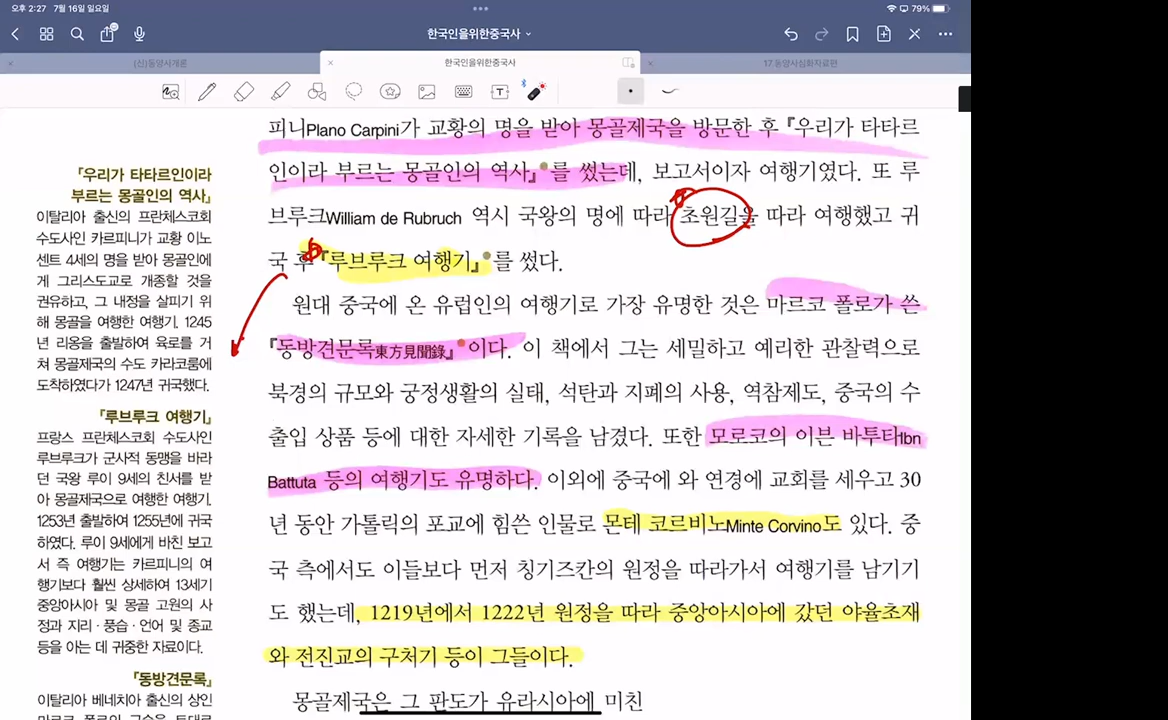 오후 2:27 7월 16일 일요일
79%
한국인을위한중국사
(신)동양사개론
한국인을위한중국사
17.동양사심화자료편
피니Plano Carpini가 교황의 명을 받아 몽골제국을 방문한 후 『우리가 타타르
인이라 부르는 몽골인의 역사』를 썼는데, 보고서이자 여행기였다. 또 루
브루크William de Rubruch 역시 국왕의 명에 따라 초원길을 따라 여행했고 귀
국 후 『루브루크 여행기』를 썼다.
원대 중국에 온 유럽인의 여행기로 가장 유명한 것은 마르코 폴로가 쓴
『동방견문록東方見聞錄』이다. 이 책에서 그는 세밀하고 예리한 관찰력으로
북경의 규모와 궁정생활의 실태, 석탄과 지폐의 사용, 역참제도, 중국의 수
출입 상품 등에 대한 자세한 기록을 남겼다. 또한 모로코의 이븐 바투타Ibn
Battuta 등의 여행기도 유명하다. 이외에 중국에 와 연경에 교회를 세우고 30
년 동안 가톨릭의 포교에 힘쓴 인물로 몬테 코르비노Minte Corvino도 있다. 중
국 측에서도 이들보다 먼저 칭기즈칸의 원정을 따라가서 여행기를 남기기
도 했는데, 1219년에서 1222년 원정을 따라 중앙아시아에 갔던 야율초재
와 전진교의 구처기 등이 그들이다.
몽골제국은 그 판도가 유라시아에 미친
『우리가 타타르인이라
부르는 몽골인의 역사』
이탈리아 출신의 프란체스코회
수도사인 카르피니가 교황 이노
센트 4세의 명을 받아 몽골인에
게 그리스도교로 개종할 것을
권유하고, 그 내정을 살피기 위
해 몽골을 여행한 여행기. 1245
년 리옹을 출발하여 육로를 거
쳐 몽골제국의 수도 카라코룸에
도착하였다가 1247년 귀국했다.
『루브루크 여행기』
프랑스 프란체스코회 수도사인
루브루크가 군사적 동맹을 바라
던 국왕 루이 9세의 친서를 받
아 몽골제국으로 여행한 여행기.
1253년 출발하여 1255년에 귀국
하였다. 루이 9세에게 바친 보고
서 즉 여행기는 카르피니의 여
행기보다 훨씬 상세하여 13세기
중앙아시아 및 몽골 고원의 사
정과 지리·풍습·언어 및 종교
등을 아는 데 귀중한 자료이다.
『동방견문록』
이탈리아 베네치아 출신의 상인